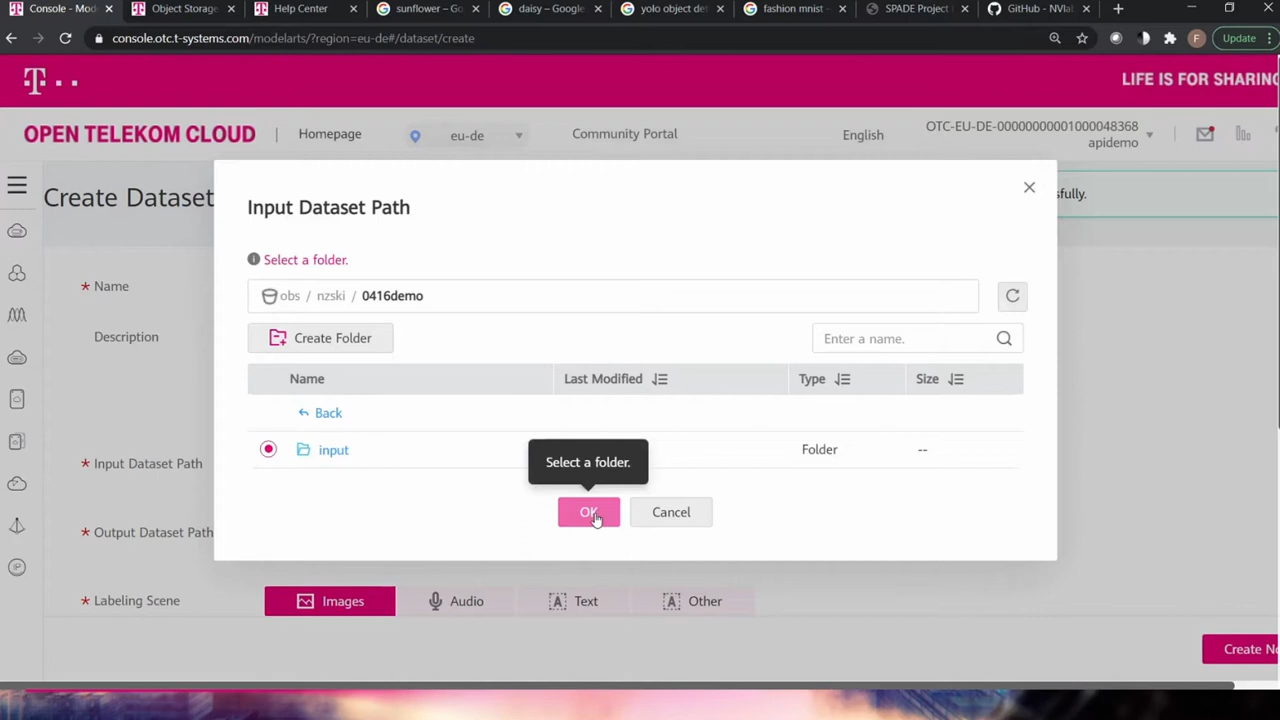 Console - Mode
Object Storage
Help Center
sunflower – Go
daisy – Google
yolo object det
fashion mnist -
SPADE Project
GitHub - NVlab
console.otc.t-systems.com/modelarts/?region=eu-de#/dataset/create
F
Update
T
LIFE IS FOR SHARING
OPEN TELEKOM CLOUD
Homepage
eu-de
Community Portal
English
OTC-EU-DE-00000000001000048368
apidemo
Create Dataset
sfully.
Input Dataset Path
Select a folder.
obs / nzski / 0416demo
Create Folder
Enter a name.
Name
Last Modified
Type
Size
Back
input
Folder
--
Select a folder.
OK
Cancel
* Name
Description
* Input Dataset Path
* Output Dataset Path
* Labeling Scene
Images
Audio
Text
Other
Create No